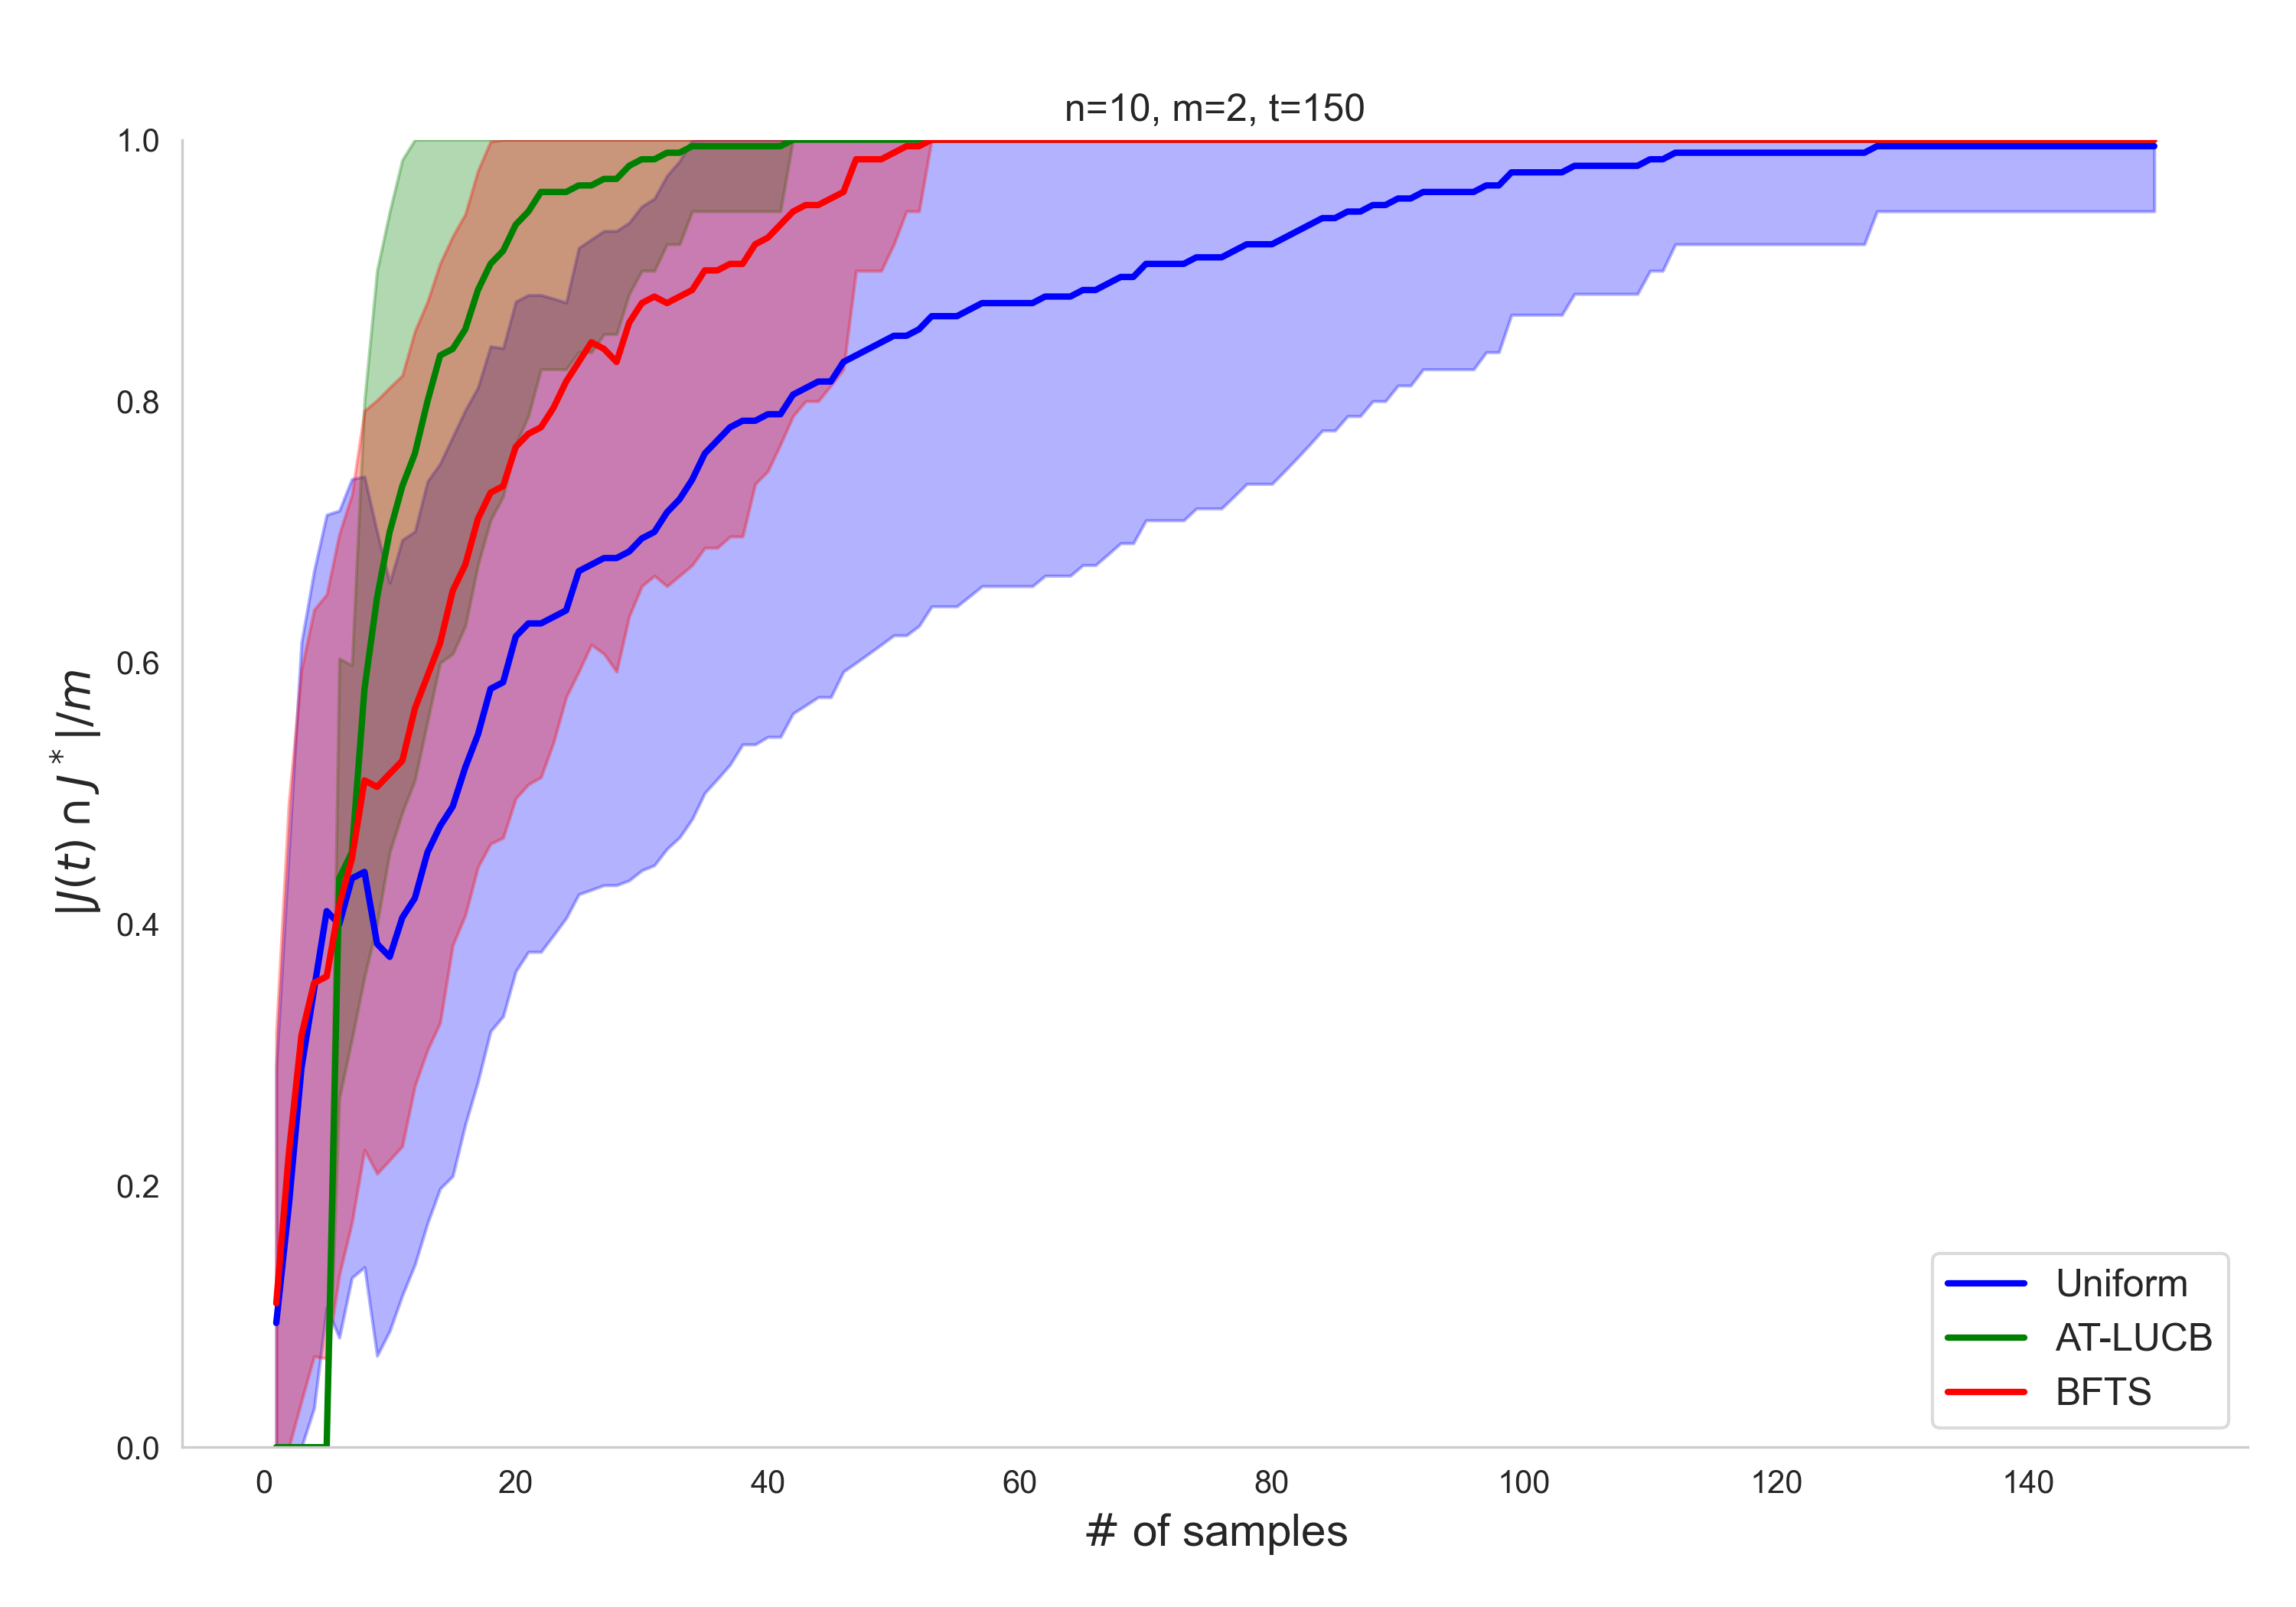 n=10, m=2, t=150
|J(t) ∩ J*|/m
1.0
0.8
0.6
0.4
0.2
0.0
0 20 40 60 80 100 120 140
# of samples
Uniform
AT-LUCB
BFTS